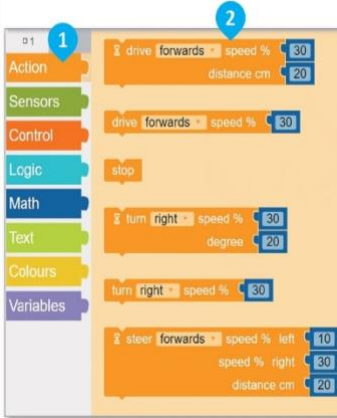 2
α 1
1
Action
Sensors
Control
Logic
Math
Text
Colours
Variables
drive forwards speed % 30
distance cm 20
drive forwards speed % 30
stop
turn right speed % 30
degree 20
turn right speed % 30
steer forwards speed % left 10
speed % right 30
distance cm 20